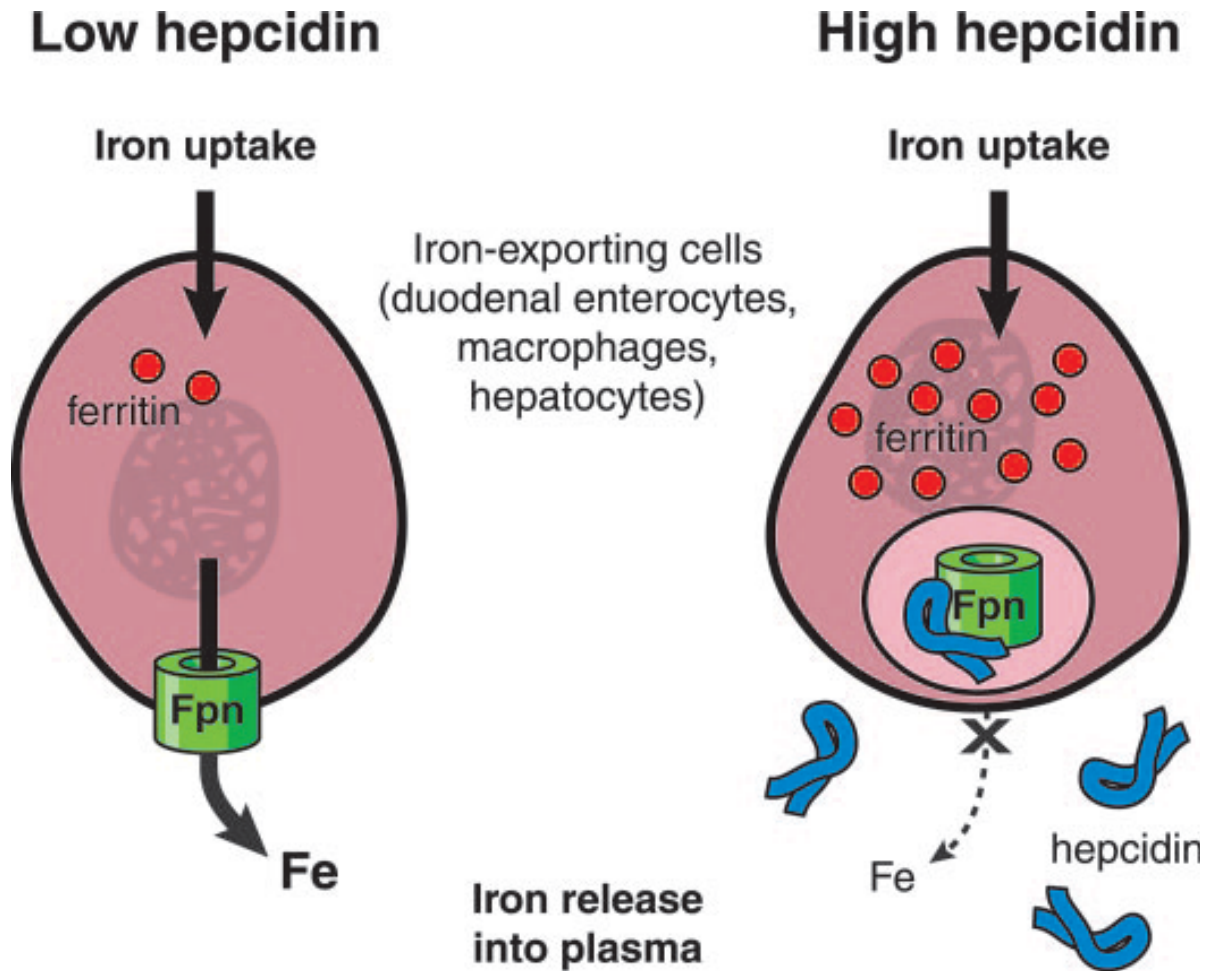 Low hepcidin
High hepcidin
Iron uptake
Iron uptake
Iron-exporting cells
(duodenal enterocytes,
macrophages,
hepatocytes)
ferritin
ferritin
Fpn
Fpn
X
Fe
Fe
hepcidin
Iron release
into plasma